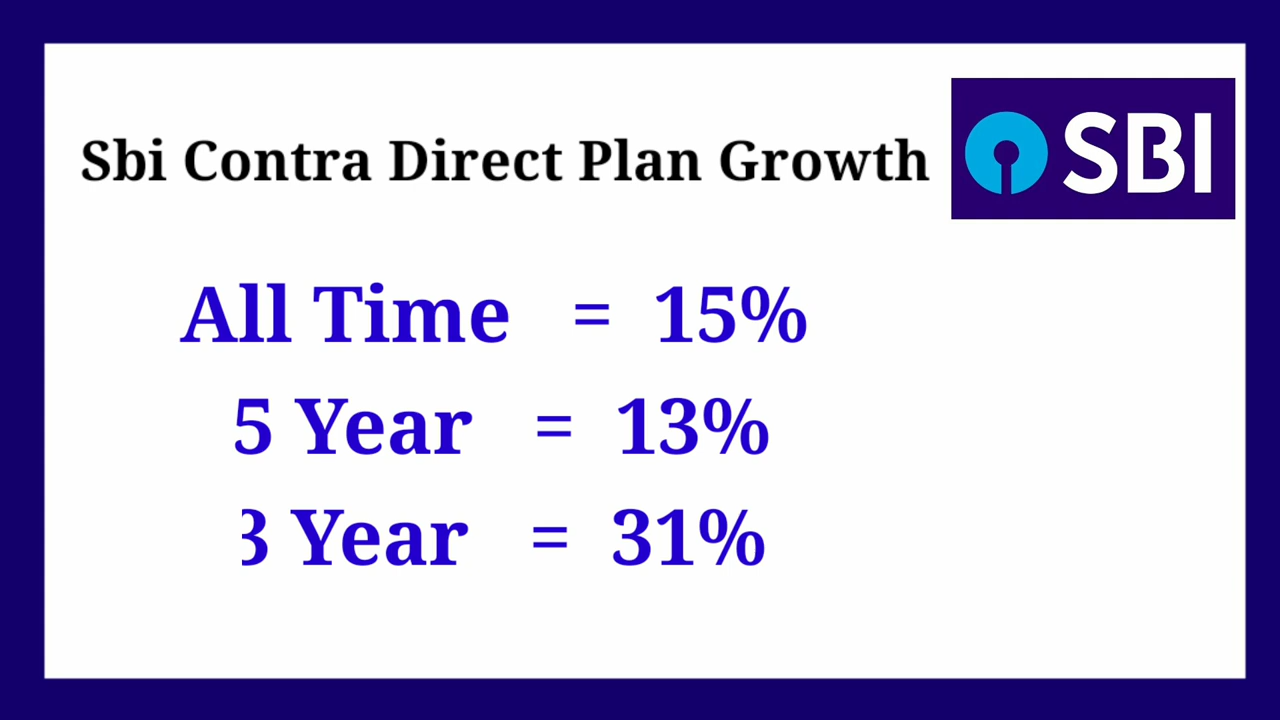 Sbi Contra Direct Plan Growth
SBI
All Time = 15%
5 Year = 13%
3 Year = 31%